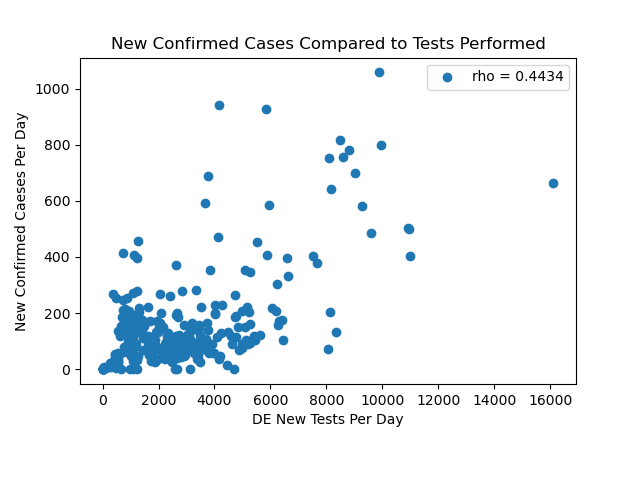 New Confirmed Cases Compared to Tests Performed
rho = 0.4434
1000
800
600
400
200
0
New Confirmed Caeses Per Day
0 2000 4000 6000 8000 10000 12000 14000 16000
DE New Tests Per Day